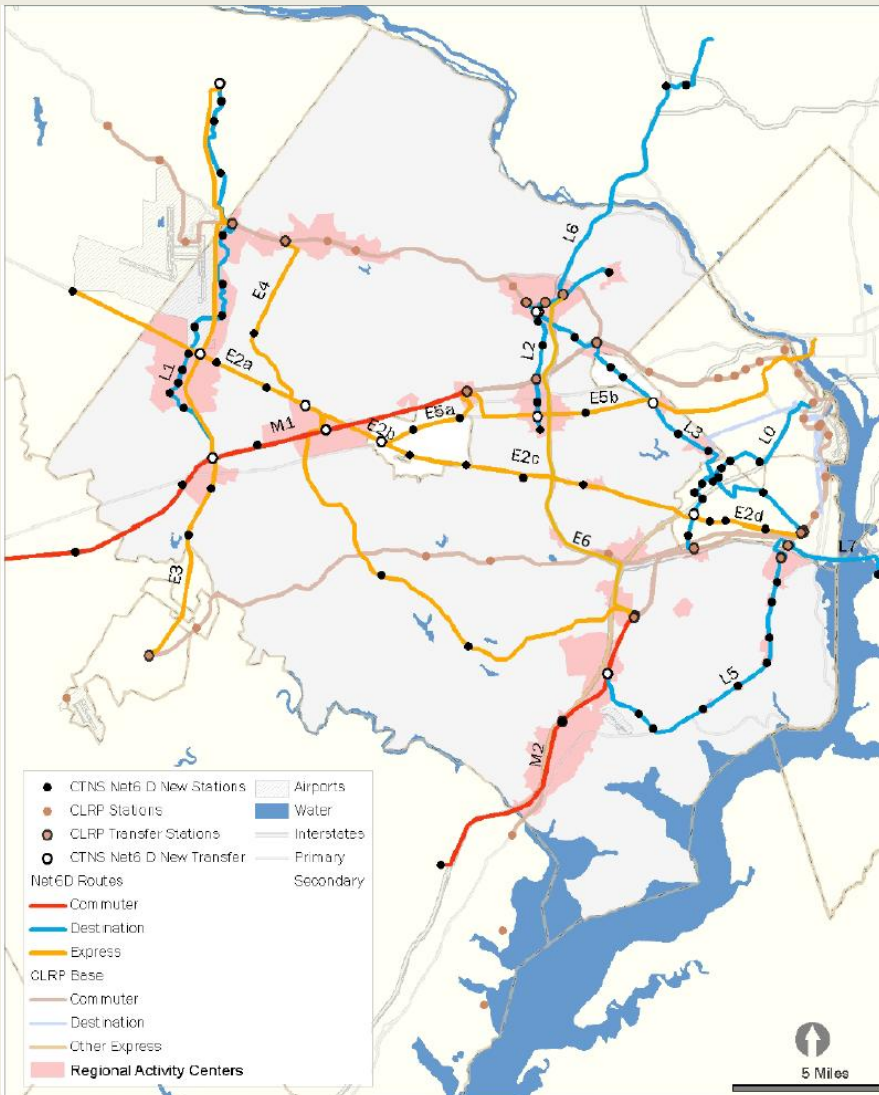 L6
E4
L1
E2a
L2
M1
E2b
E5a
E5b
L3
L0
E2c
E2d
E6
L7
E3
L5
M2
CTNS Net6 D New Stations
CLRP Stations
CLRP Transfer Stations
CTNS Net6 D New Transfer
Net6D Routes
Commuter
Destination
Express
CLRP Base
Commuter
Destination
Other Express
Regional Activity Centers
Airports
Water
Interstates
Primary
Secondary
5 Miles